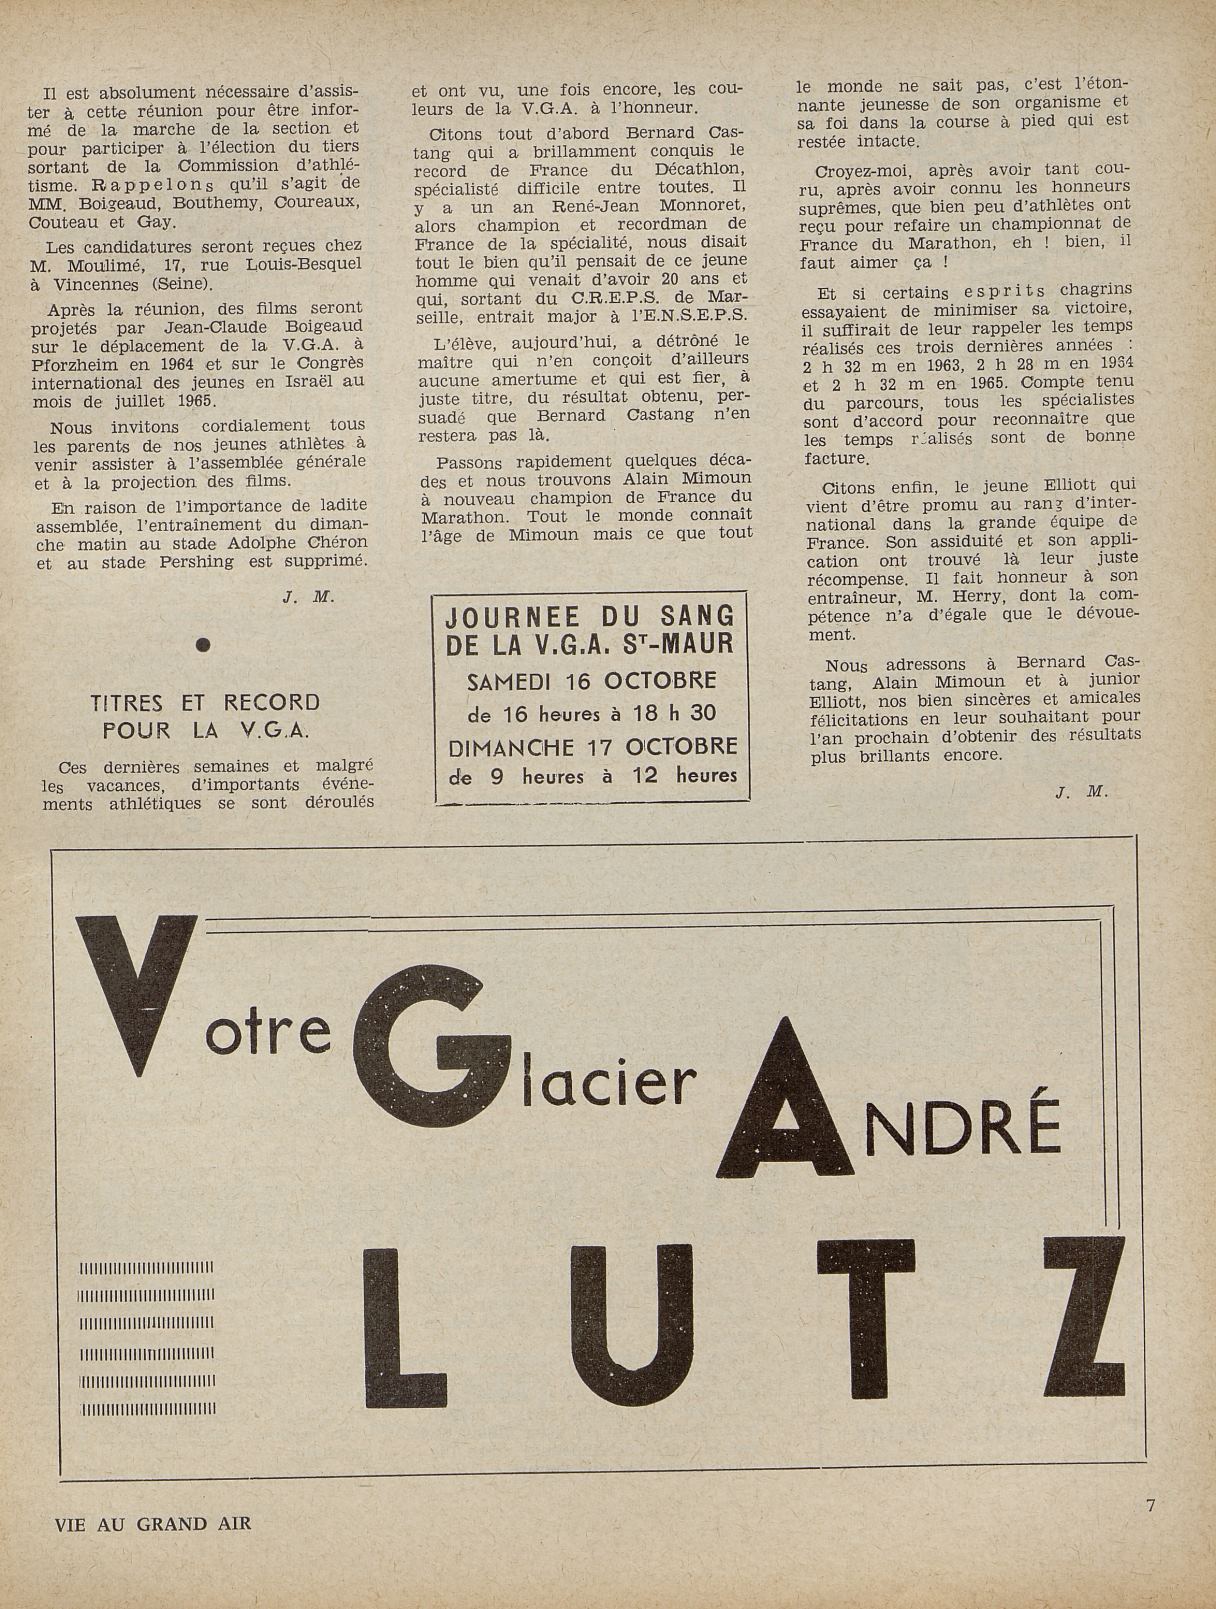 Il est absolument nécessaire d'assis-
ter à cette réunion pour être infor-
mé de la marche de la section et
pour participer à l'élection du tiers
sortant de la Commission d'athlé-
tisme. Rappelons qu'il s'agit de
MM. Boigeaud, Bouthemy, Coureaux,
Couteau et Gay.
Les candidatures seront reçues chez
M. Moulimé, 17, rue Louis-Besquel
à Vincennes (Seine).
Après la réunion, des films seront
projetés par Jean-Claude Boigeaud
sur le déplacement de la V.G.A. à
Pforzheim en 1964 et sur le Congrès
international des jeunes en Israël au
mois de juillet 1965.
Nous invitons cordialement tous
les parents de nos jeunes athlètes à
venir assister à l'assemblée générale
et à la projection des films.
En raison de l'importance de ladite
assemblée, l'entraînement du diman-
che matin au stade Adolphe Chéron
et au stade Pershing est supprimé.
J. M.
●
TITRES ET RECORD
POUR LA V.G.A.
Ces dernières semaines et malgré
les vacances, d'importants événe-
ments athlétiques se sont déroulés
et ont vu, une fois encore, les cou-
leurs de la V.G.A. à l'honneur.
Citons tout d'abord Bernard Cas-
tang qui a brillamment conquis le
record de France du Décathlon,
spécialisté difficile entre toutes. Il
y a un an René-Jean Monnoret,
alors champion et recordman de
France de la spécialité, nous disait
tout le bien qu'il pensait de ce jeune
homme qui venait d'avoir 20 ans et
qui, sortant du C.R.E.P.S. de Mar-
seille, entrait major à l'E.N.S.E.P.S.
L'élève, aujourd'hui, a détrôné le
maître qui n'en conçoit d'ailleurs
aucune amertume et qui est fier, à
juste titre, du résultat obtenu, per-
suadé que Bernard Castang n'en
restera pas là.
Passons rapidement quelques déca-
des et nous trouvons Alain Mimoun
à nouveau champion de France du
Marathon. Tout le monde connaît
l'âge de Mimoun mais ce que tout
JOURNEE DU SANG
DE LA V.G.A. ST-MAUR
SAMEDI 16 OCTOBRE
de 16 heures à 18 h 30
DIMANCHE 17 OCTOBRE
de 9 heures à 12 heures
le monde ne sait pas, c'est l'éton-
nante jeunesse de son organisme et
sa foi dans la course à pied qui est
restée intacte.
Croyez-moi, après avoir tant cou-
ru, après avoir connu les honneurs
suprêmes, que bien peu d'athlètes ont
reçu pour refaire un championnat de
France du Marathon, eh ! bien, il
faut aimer ça !
Et si certains esprits chagrins
essayaient de minimiser sa victoire,
il suffirait de leur rappeler les temps
réalisés ces trois dernières années :
2 h 32 m en 1963, 2 h 28 m en 1964
et 2 h 32 m en 1965. Compte tenu
du parcours, tous les spécialistes
sont d'accord pour reconnaître que
les temps réalisés sont de bonne
facture.
Citons enfin, le jeune Elliott qui
vient d'être promu au rang d'inter-
national dans la grande équipe de
France. Son assiduité et son appli-
cation ont trouvé là leur juste
récompense. Il fait honneur à son
entraîneur, M. Herry, dont la com-
pétence n'a d'égale que le dévoue-
ment.
Nous adressons à Bernard Cas-
tang, Alain Mimoun et à junior
Elliott, nos bien sincères et amicales
félicitations en leur souhaitant pour
l'an prochain d'obtenir des résultats
plus brillants encore.
J. M.
Votre Glacier ANDRÉ
LUTZ
VIE AU GRAND AIR
7